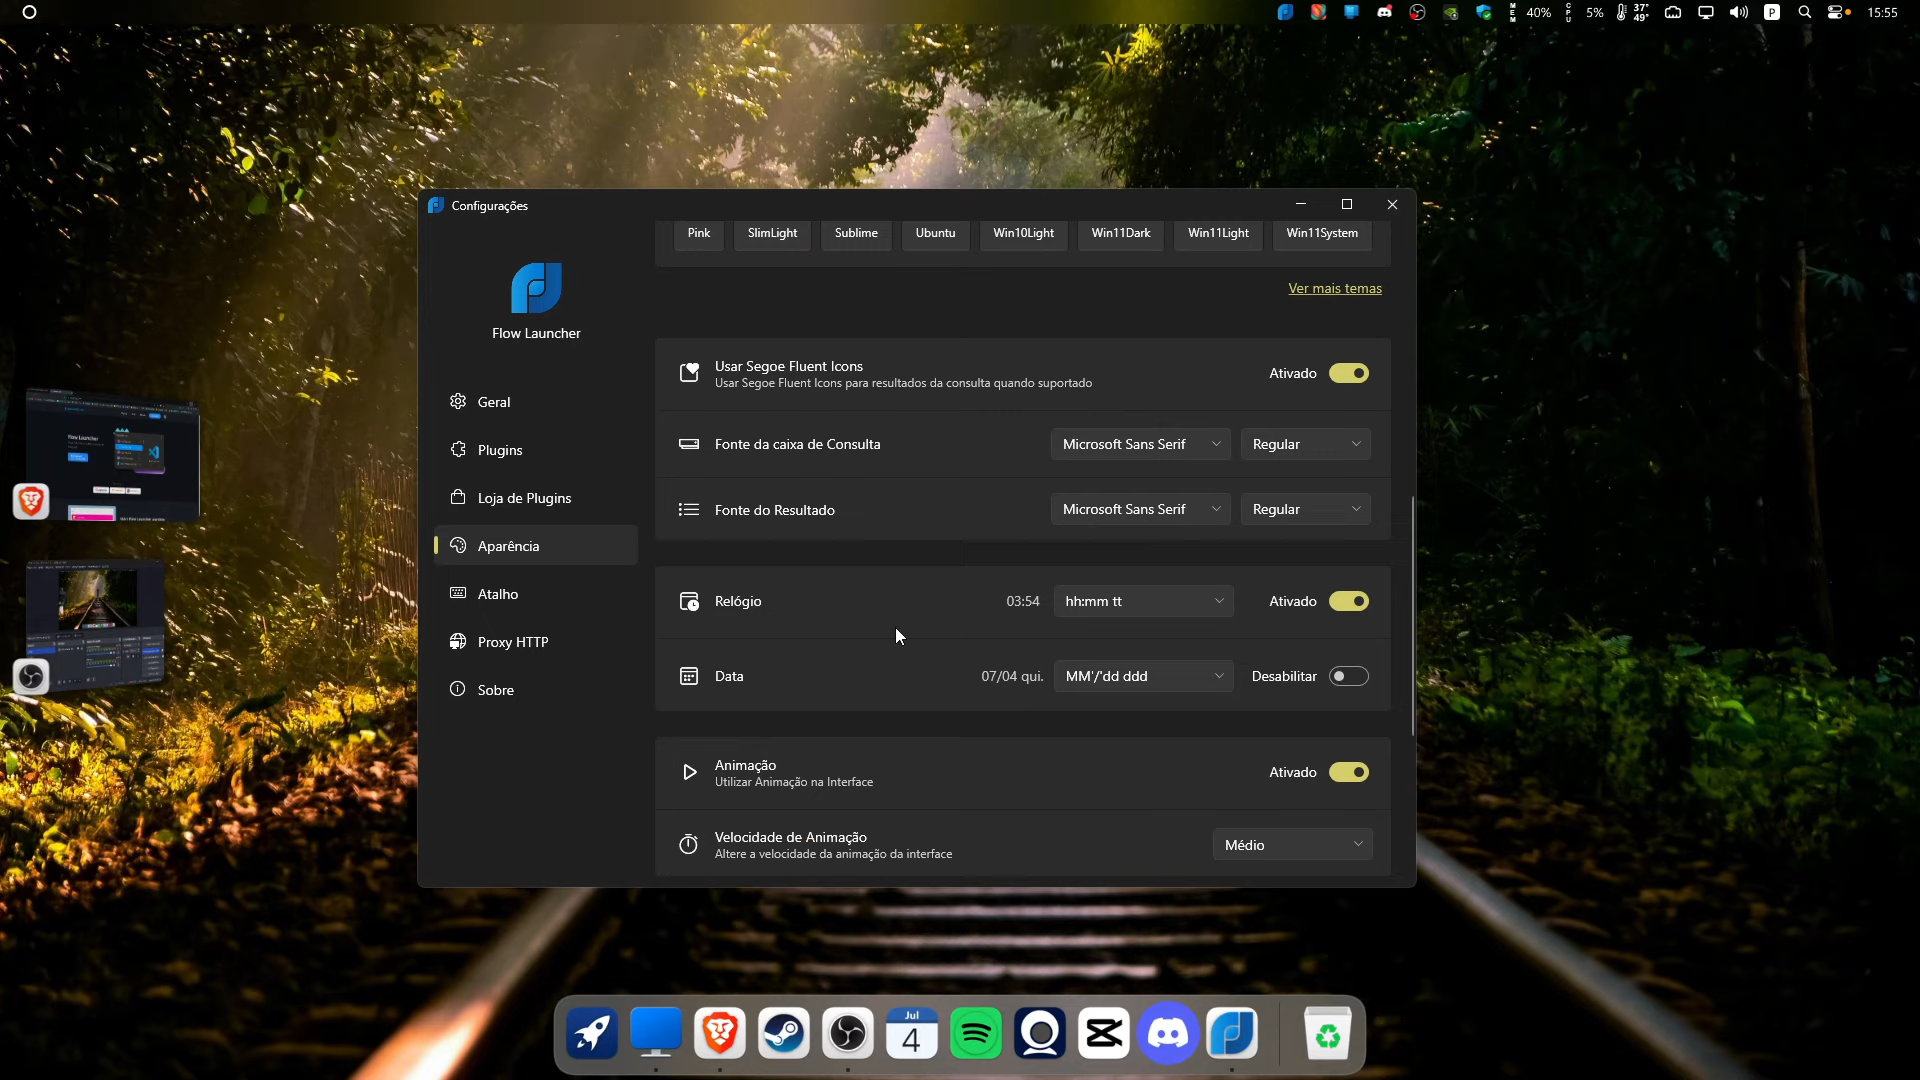 MEM 40% CPU 5% 37° 49° P 15:55
Configurações
Flow Launcher
Geral
Plugins
Loja de Plugins
Aparência
Atalho
Proxy HTTP
Sobre
Pink SlimLight Sublime Ubuntu Win10Light Win11Dark Win11Light Win11System
Ver mais temas
Usar Segoe Fluent Icons
Usar Segoe Fluent Icons para resultados da consulta quando suportado
Ativado
Fonte da caixa de Consulta Microsoft Sans Serif Regular
Fonte do Resultado Microsoft Sans Serif Regular
Relógio 03:54 hh:mm tt Ativado
Data 07/04 qui. MM'/'dd ddd Desabilitar
Animação
Utilizar Animação na Interface
Ativado
Velocidade de Animação
Altere a velocidade da animação da interface
Médio
Flow Launcher
Jul
4